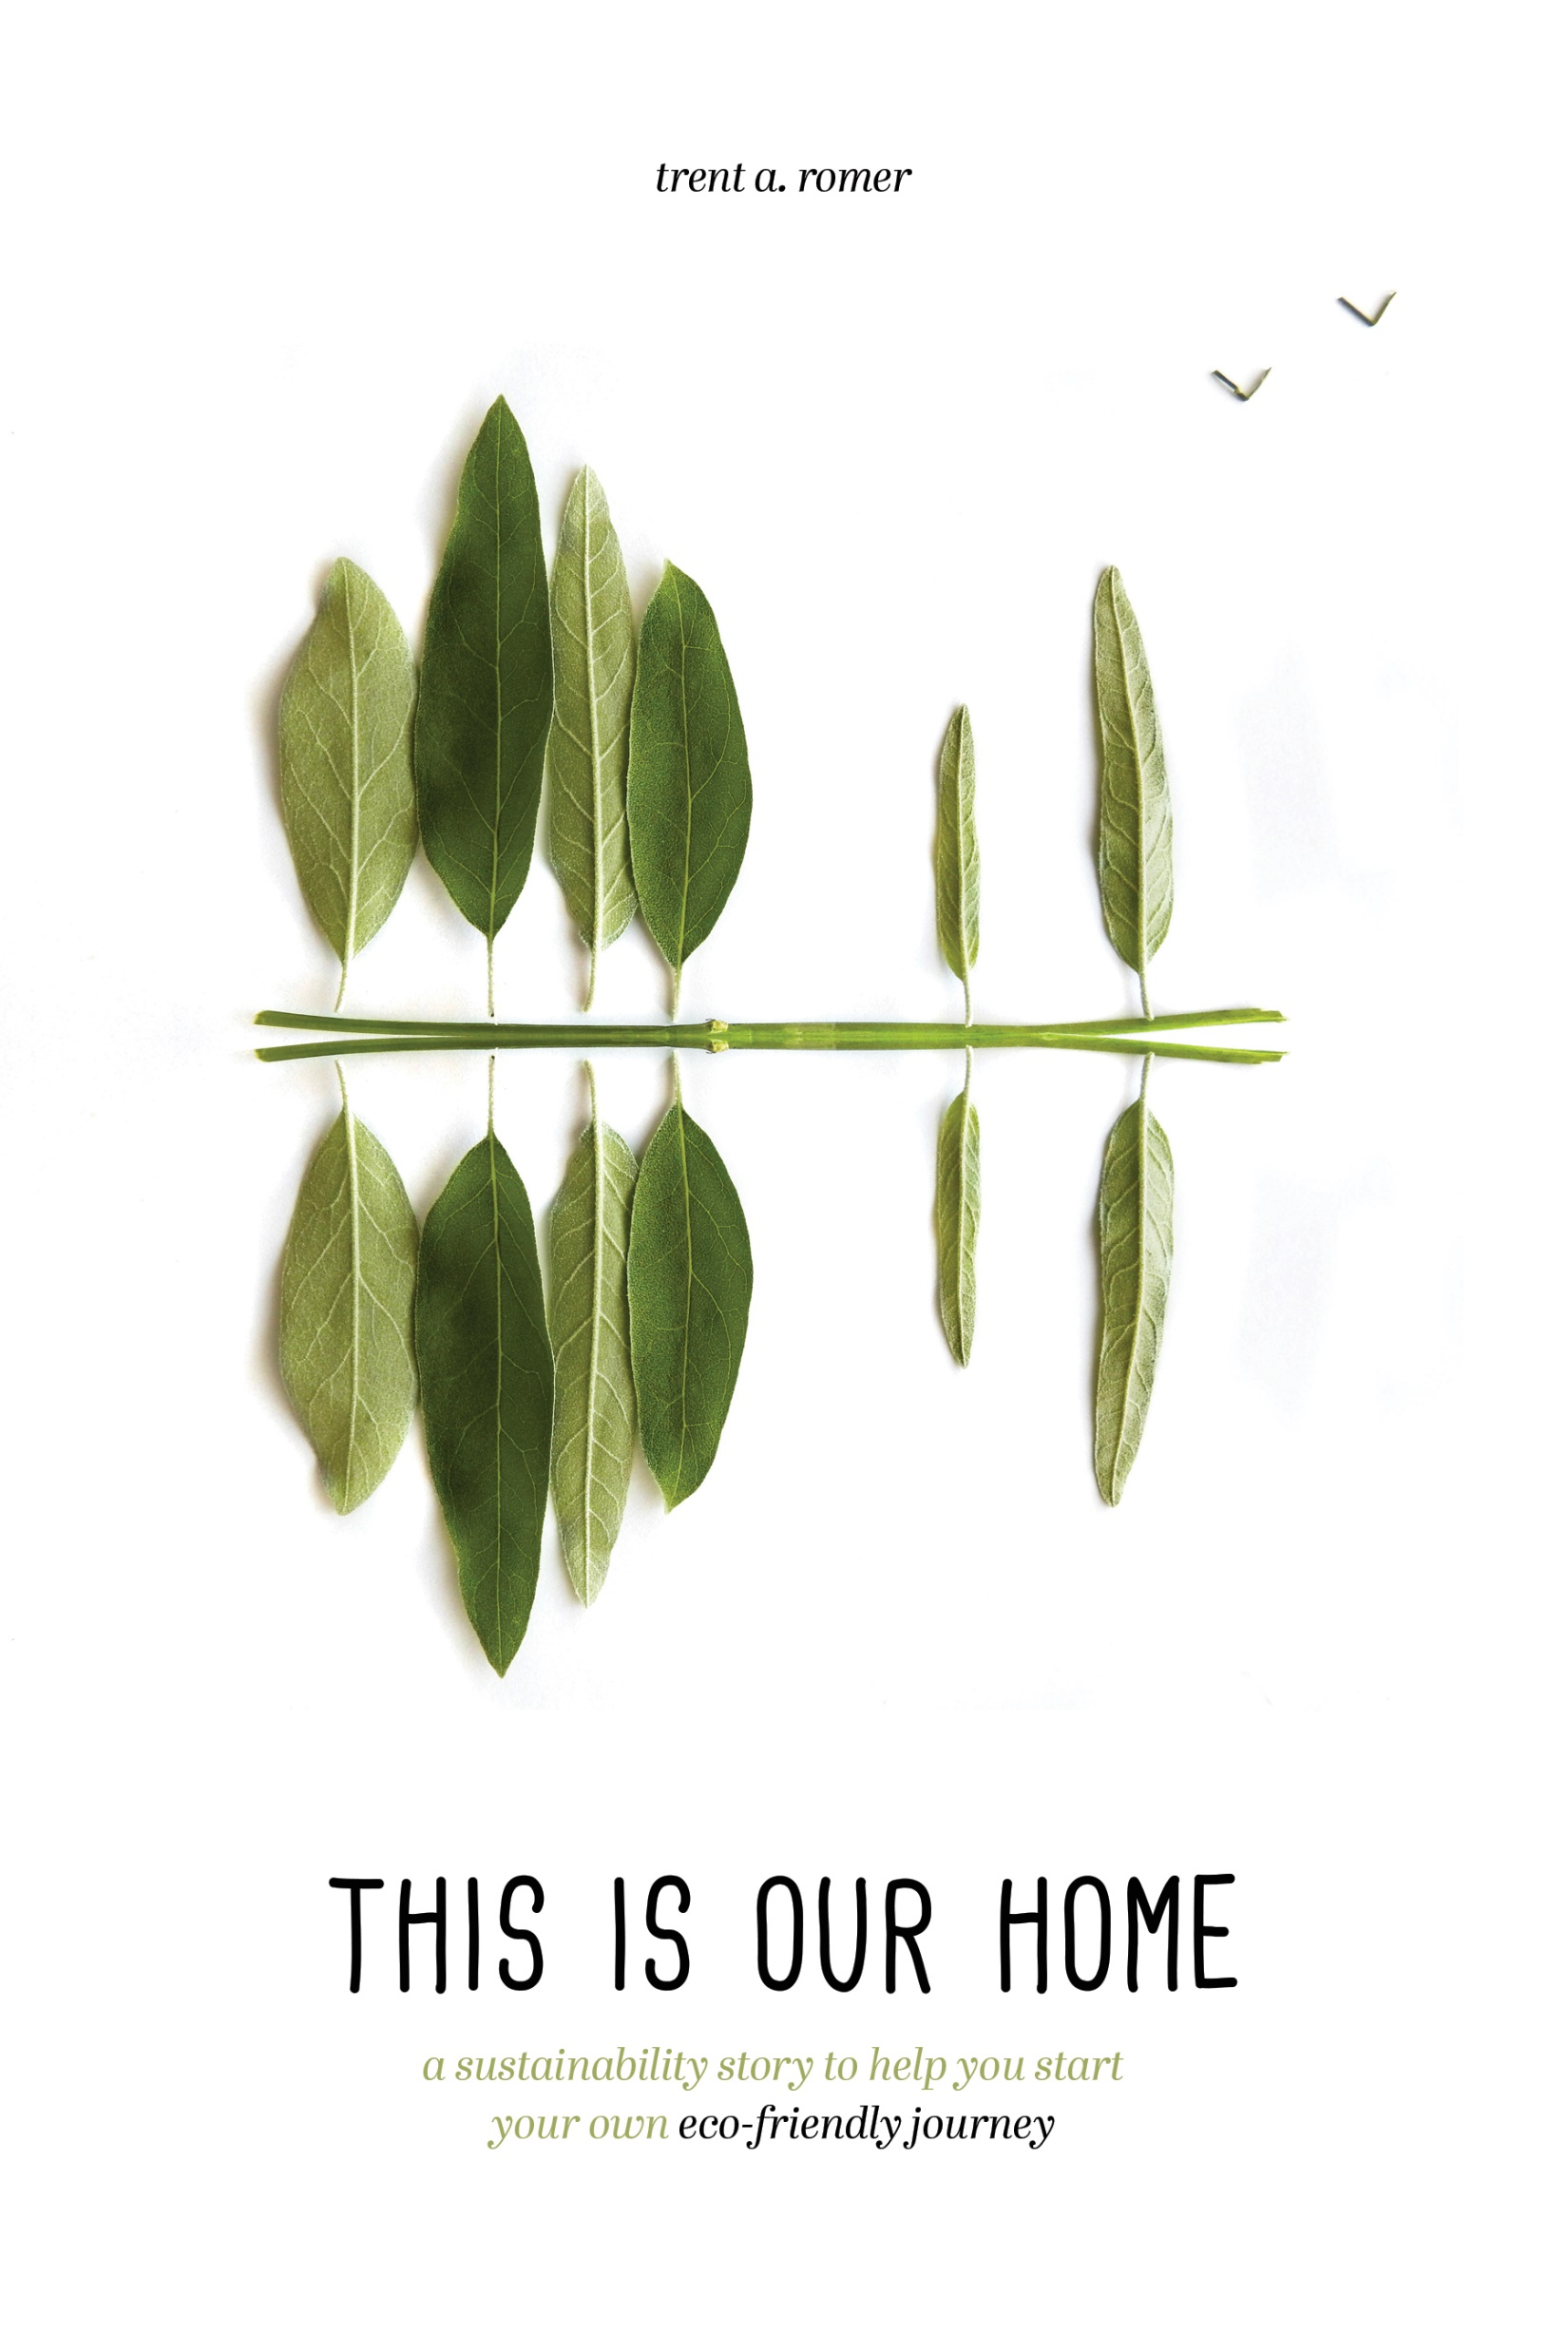 trent a. romer
THIS IS OUR HOME
a sustainability story to help you start
your own eco-friendly journey